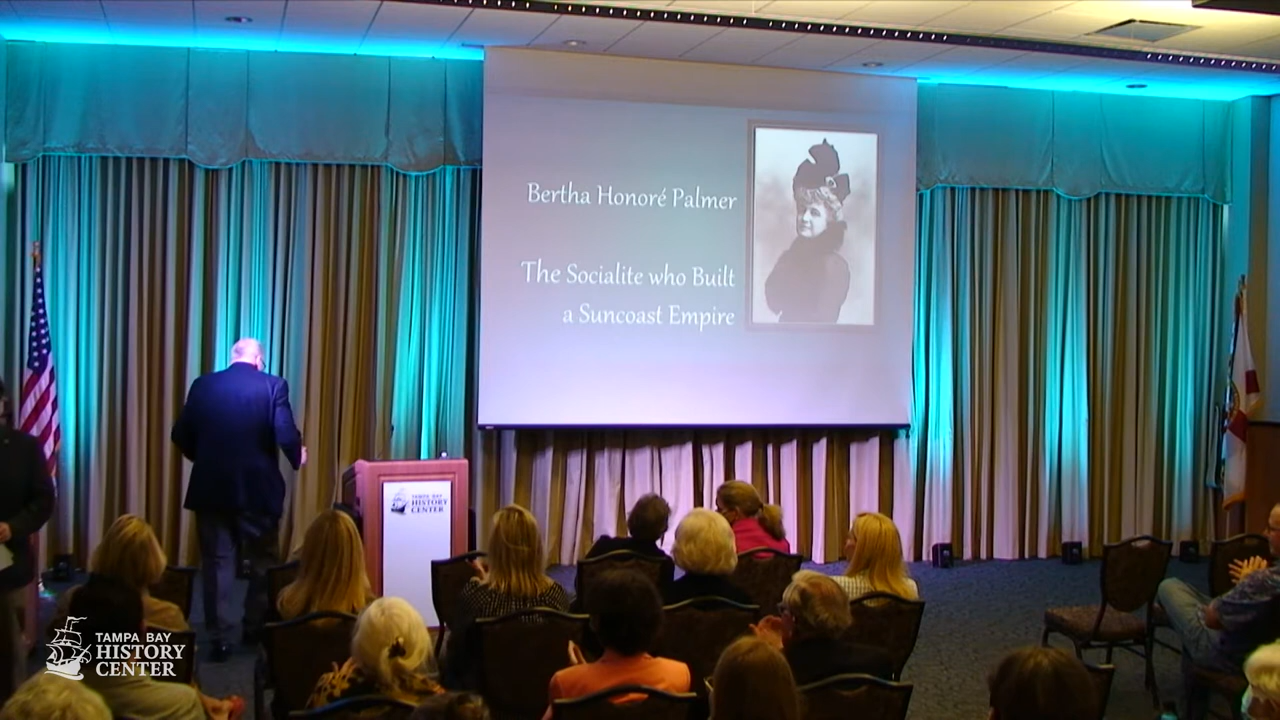 Bertha Honoré Palmer
The Socialite who Built
a Suncoast Empire
TAMPA BAY
HISTORY
CENTER
TAMPA BAY
HISTORY
CENTER